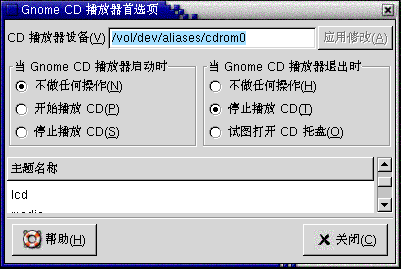 Gnome CD 播放器首选项
CD 播放器设备(V) /vol/dev/aliases/cdrom0 应用修改(A)
当 Gnome CD 播放器启动时
不做任何操作(N)
开始播放 CD(P)
停止播放 CD(S)
当 Gnome CD 播放器退出时
不做任何操作(O)
停止播放 CD(T)
试图打开 CD 托盘(O)
主题名称
lcd
帮助(H)
关闭(C)